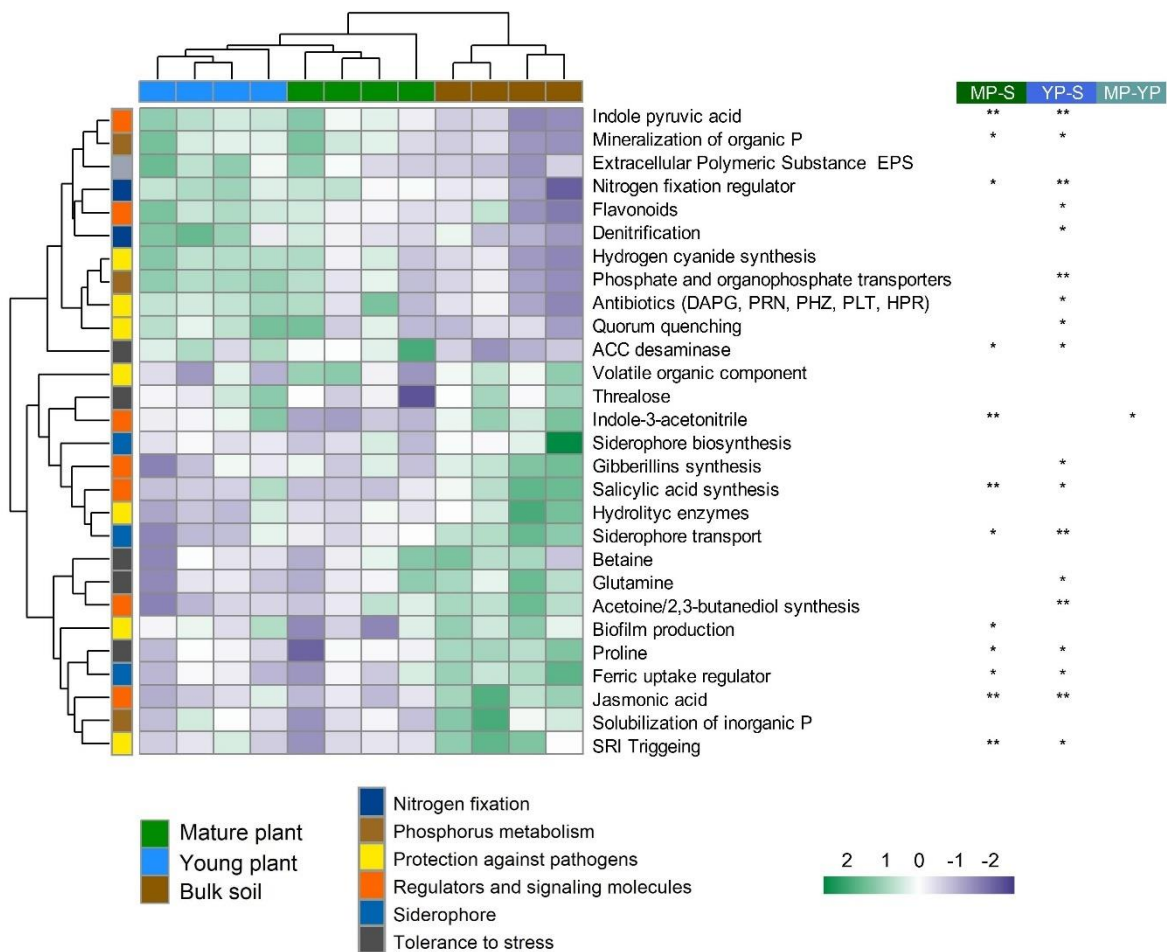 MP-S YP-S MP-YP
Indole pyruvic acid ** **
Mineralization of organic P * *
Extracellular Polymeric Substance EPS
Nitrogen fixation regulator * **
Flavonoids *
Denitrification *
Hydrogen cyanide synthesis
Phosphate and organophosphate transporters **
Antibiotics (DAPG, PRN, PHZ, PLT, HPR) *
Quorum quenching *
ACC desaminase * *
Volatile organic component
Threalose
Indole-3-acetonitrile ** *
Siderophore biosynthesis
Gibberillins synthesis *
Salicylic acid synthesis ** *
Hydrolityc enzymes
Siderophore transport * **
Betaine
Glutamine *
Acetoine/2,3-butanediol synthesis **
Biofilm production *
Proline * *
Ferric uptake regulator * *
Jasmonic acid ** **
Solubilization of inorganic P
SRI Triggeing ** *
Mature plant
Young plant
Bulk soil
Nitrogen fixation
Phosphorus metabolism
Protection against pathogens
Regulators and signaling molecules
Siderophore
Tolerance to stress
2 1 0 -1 -2